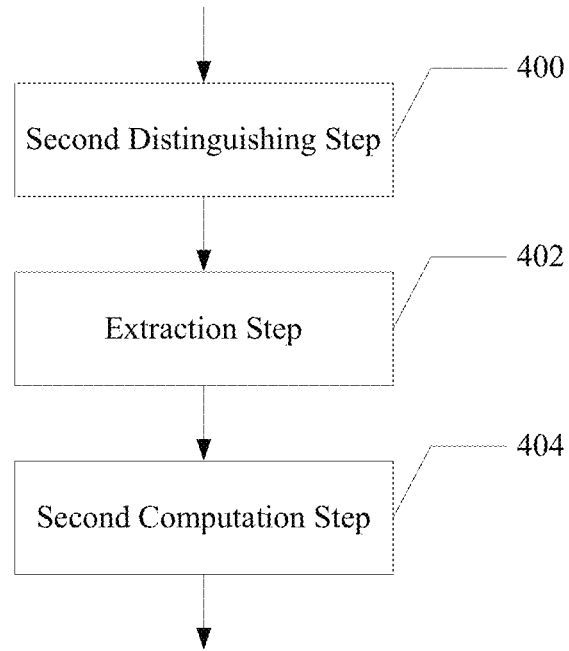 400
Second Distinguishing Step
402
Extraction Step
404
Second Computation Step